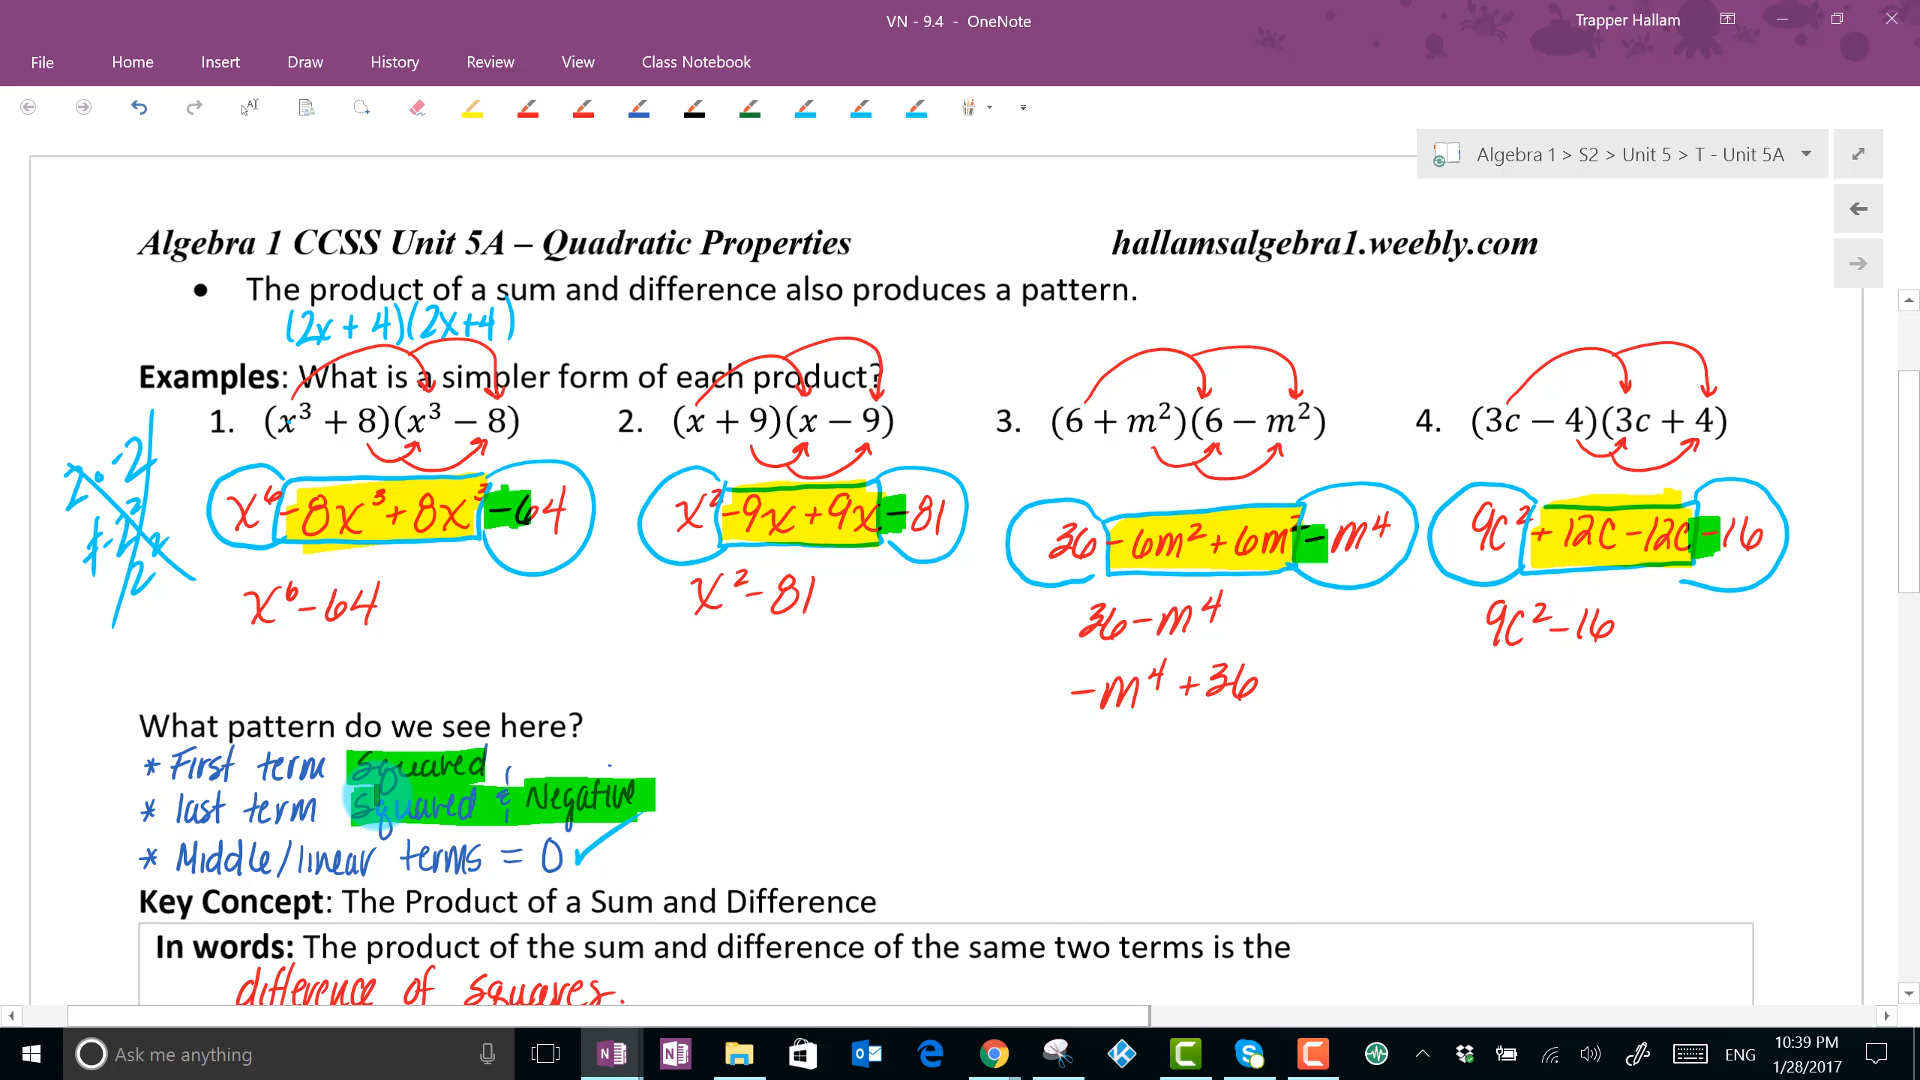 VN - 9.4 - OneNote
Trapper Hallam
File Home Insert Draw History Review View Class Notebook
Algebra 1 > S2 > Unit 5 > T - Unit 5A
Algebra 1 CCSS Unit 5A – Quadratic Properties hallamsalgebra1.weebly.com
• The product of a sum and difference also produces a pattern.
(2x + 4)(2x+4)
Examples: What is a simpler form of each product?
1. (x³ + 8)(x³ − 8) 2. (x + 9)(x − 9) 3. (6 + m²)(6 − m²) 4. (3c − 4)(3c + 4)
x⁶ -8x³ + 8x³ -64 x² -9x + 9x -81 36 - 6m² + 6m² - m⁴ 9c² + 12c - 12c - 16
x⁶ - 64 x² - 81 36 - m⁴ 9c² - 16
-m⁴ + 36
What pattern do we see here?
* First term Squared
* last term Squared & Negative
* Middle/linear terms = 0 ✓
Key Concept: The Product of a Sum and Difference
In words: The product of the sum and difference of the same two terms is the
difference of squares.
Ask me anything
ENG
10:39 PM
1/28/2017